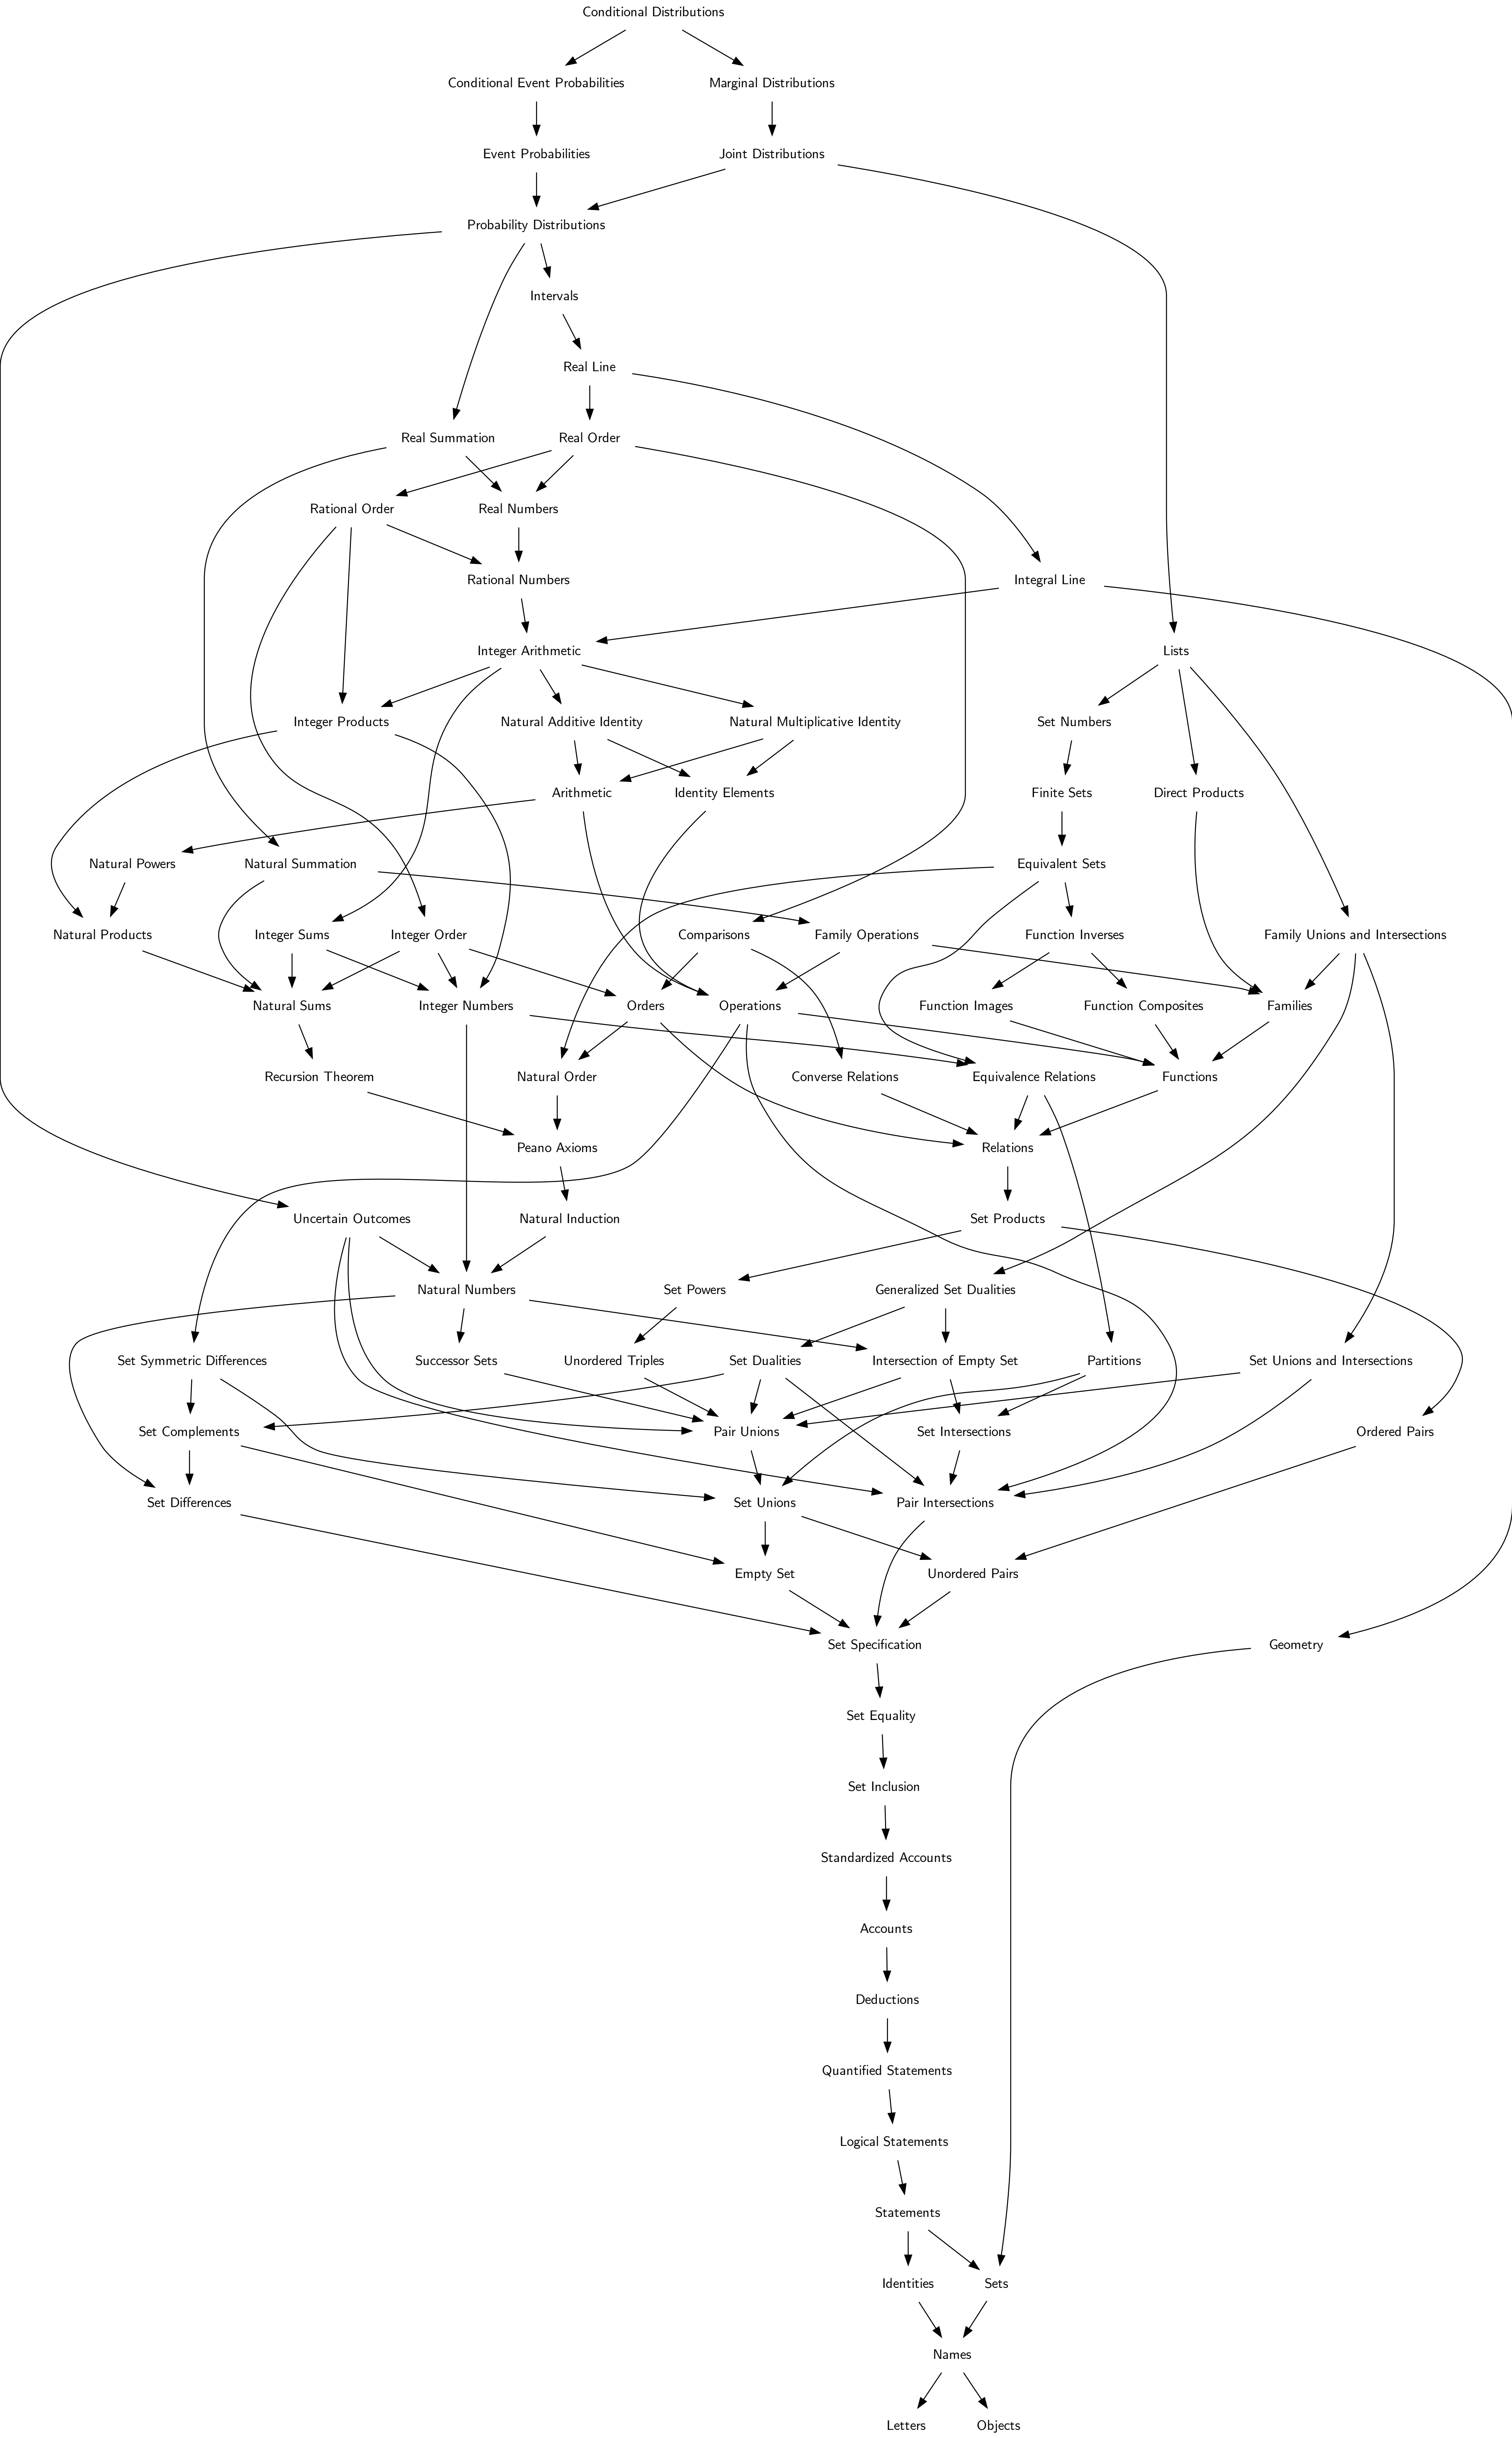 Conditional Distributions
Conditional Event Probabilities
Marginal Distributions
Event Probabilities
Joint Distributions
Probability Distributions
Intervals
Real Line
Real Summation
Real Order
Rational Order
Real Numbers
Rational Numbers
Integral Line
Integer Arithmetic
Lists
Integer Products
Natural Additive Identity
Natural Multiplicative Identity
Set Numbers
Arithmetic
Identity Elements
Finite Sets
Direct Products
Natural Powers
Natural Summation
Equivalent Sets
Natural Products
Integer Sums
Integer Order
Comparisons
Family Operations
Function Inverses
Family Unions and Intersections
Natural Sums
Integer Numbers
Orders
Operations
Function Images
Function Composites
Families
Recursion Theorem
Natural Order
Converse Relations
Equivalence Relations
Functions
Peano Axioms
Relations
Uncertain Outcomes
Natural Induction
Set Products
Natural Numbers
Set Powers
Generalized Set Dualities
Set Symmetric Differences
Successor Sets
Unordered Triples
Set Dualities
Intersection of Empty Set
Partitions
Set Unions and Intersections
Set Complements
Pair Unions
Set Intersections
Ordered Pairs
Set Differences
Set Unions
Pair Intersections
Empty Set
Unordered Pairs
Set Specification
Geometry
Set Equality
Set Inclusion
Standardized Accounts
Accounts
Deductions
Quantified Statements
Logical Statements
Statements
Identities
Sets
Names
Letters
Objects